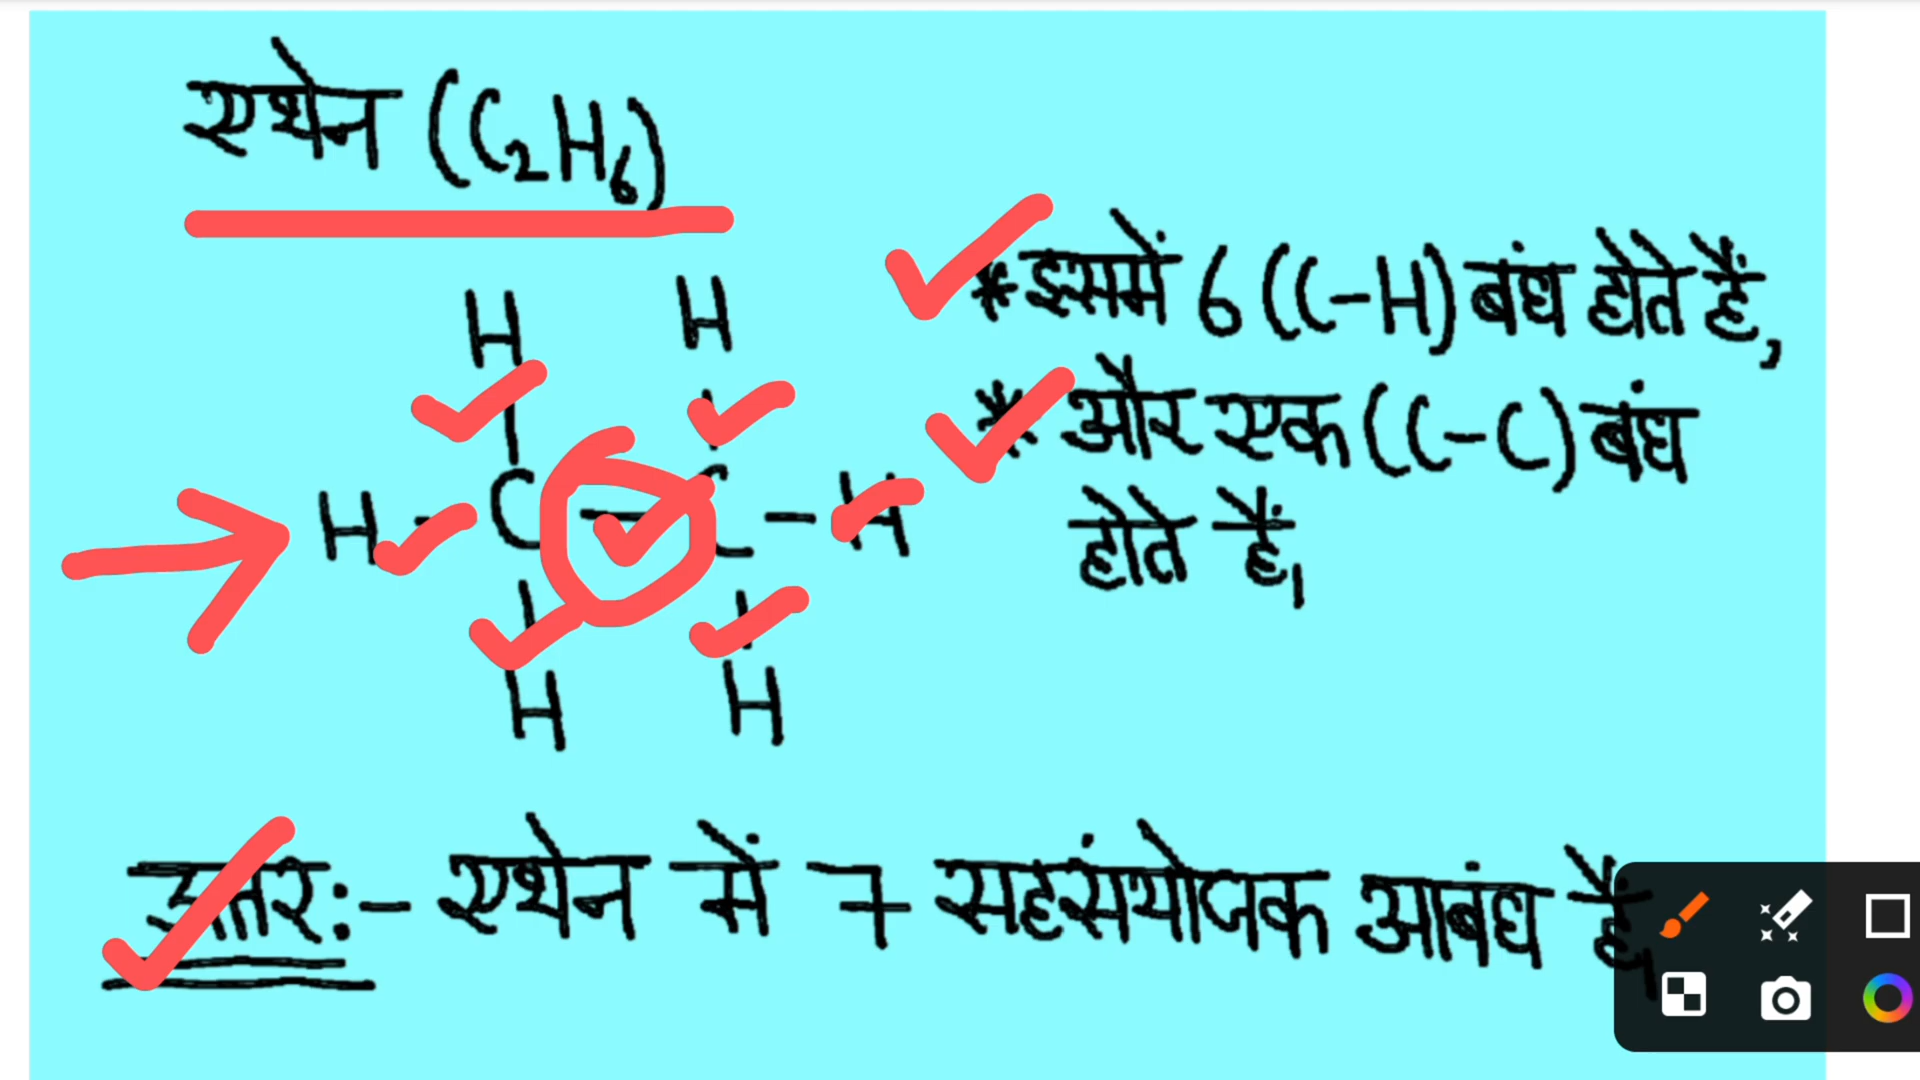 एथेन (C₂H₆)
H H
H - C - C - H
H H
*इसमें 6 (C-H) बंध होते हैं,
* और एक (C-C) बंध
होते हैं,
उत्तर:- एथेन में 7 सहसंयोजक आबंध हैं,